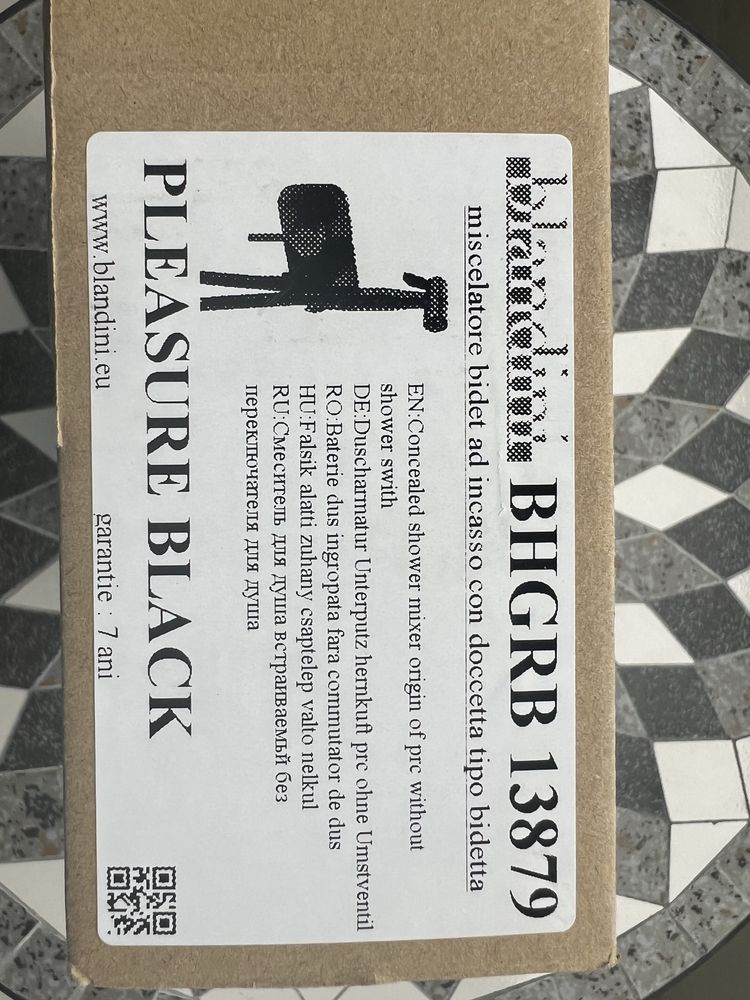 blandini BHGRB 13879
miscelatore bidet ad incasso con doccetta tipo bidetta
EN:Concealed shower mixer origin of prc without
shower swith
DE:Duscharmatur Unterputz hernkuft prc ohne Umstventil
RO:Baterie dus ingropata fara commutator de dus
HU:Falsik alatti zuhany csaptelep valto nelkul
RU:Смеситель для душа встраиваемый без
переключателя для душа
PLEASURE BLACK
www.blandini.eu garantie : 7 ani